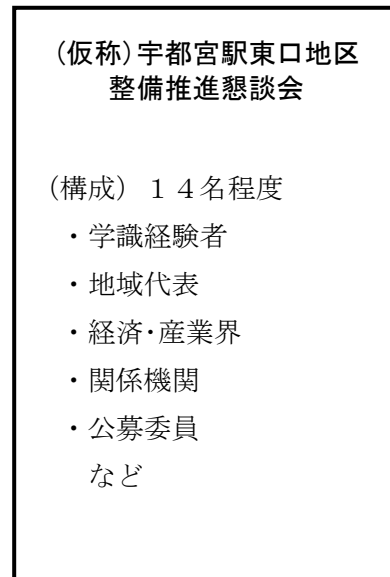 (仮称)宇都宮駅東口地区
整備推進懇談会
(構成) 14名程度
・学識経験者
・地域代表
・経済･産業界
・関係機関
・公募委員
など